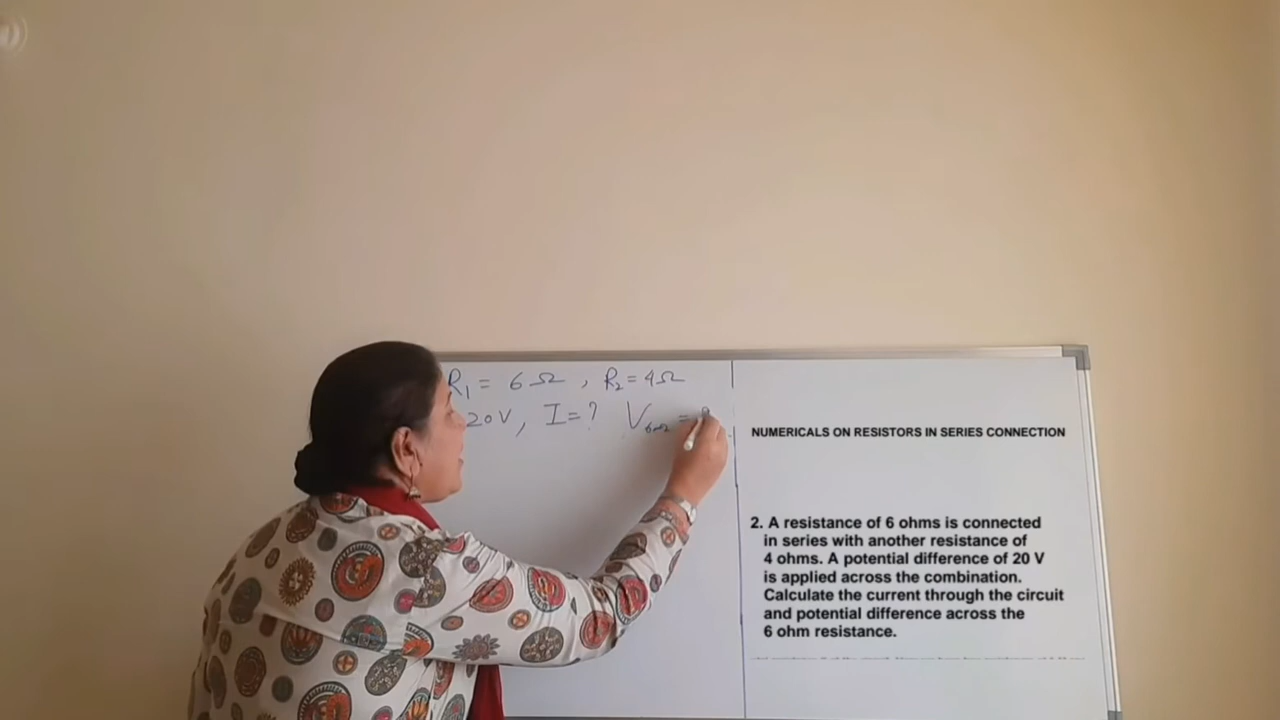 R₁ = 6 Ω , R₂ = 4 Ω
20V , I = ? V₆Ω = ?
NUMERICALS ON RESISTORS IN SERIES CONNECTION
2. A resistance of 6 ohms is connected
in series with another resistance of
4 ohms. A potential difference of 20 V
is applied across the combination.
Calculate the current through the circuit
and potential difference across the
6 ohm resistance.